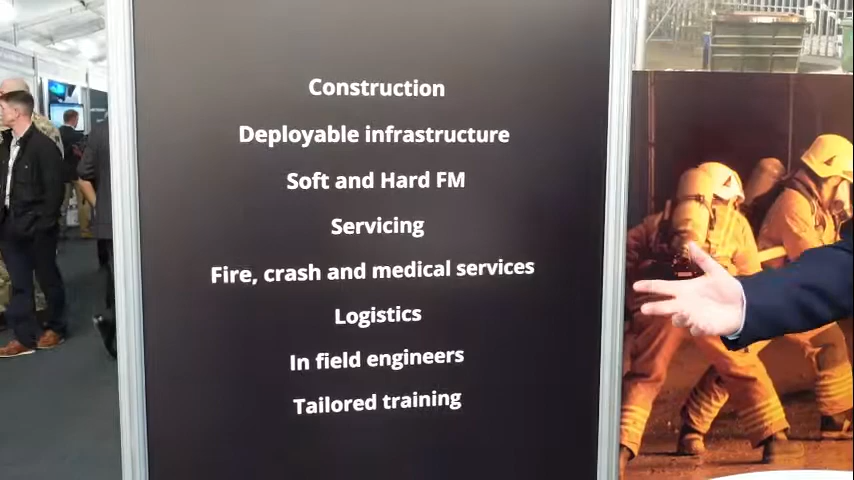 Construction
Deployable infrastructure
Soft and Hard FM
Servicing
Fire, crash and medical services
Logistics
In field engineers
Tailored training